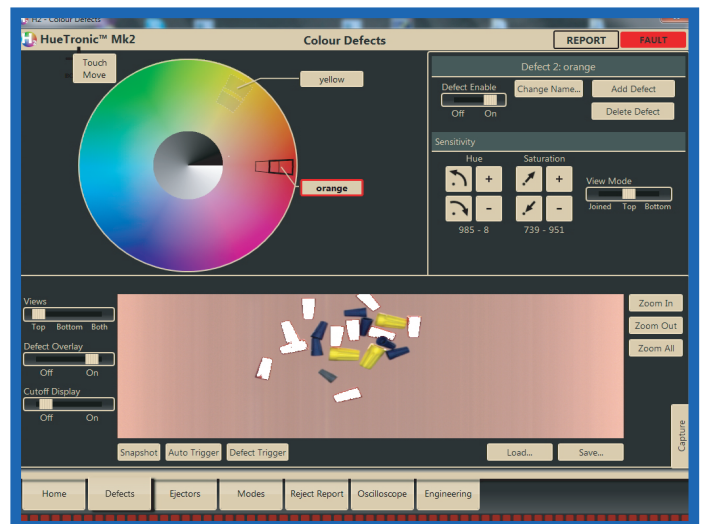 H2 - Colour Defects
HueTronic™ Mk2
Colour Defects
REPORT
FAULT
Touch
Move
yellow
orange
Defect 2: orange
Defect Enable
Off On
Change Name...
Add Defect
Delete Defect
Sensitivity
Hue
Saturation
+
+
-
-
985 - 8
739 - 951
View Mode
Joined Top Bottom
Views
Top Bottom Both
Defect Overlay
Off On
Cutoff Display
Off On
Zoom In
Zoom Out
Zoom All
Capture
Snapshot
Auto Trigger
Defect Trigger
Load...
Save...
Home
Defects
Ejectors
Modes
Reject Report
Oscilloscope
Engineering